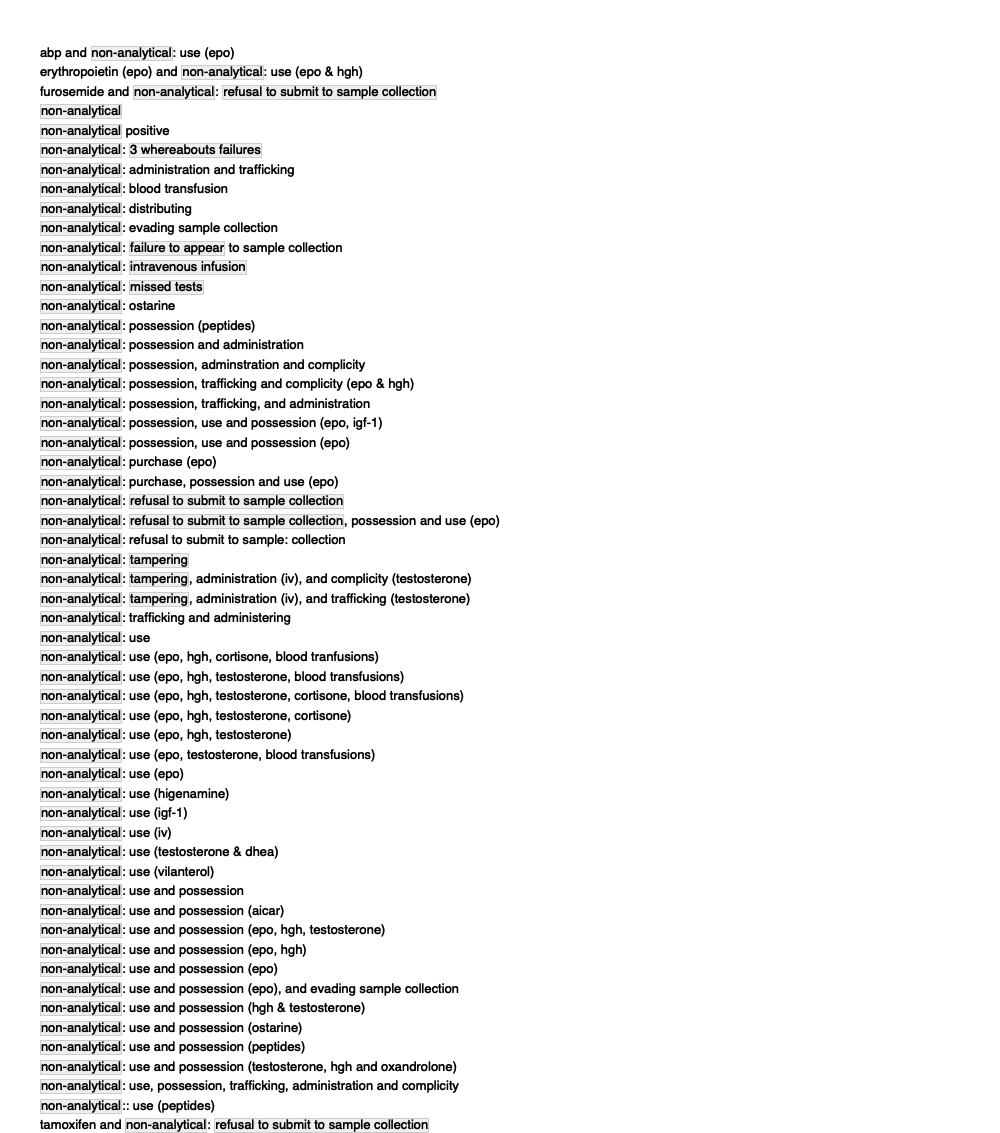 abp and non-analytical: use (epo)
erythropoietin (epo) and non-analytical: use (epo & hgh)
furosemide and non-analytical: refusal to submit to sample collection
non-analytical
non-analytical positive
non-analytical: 3 whereabouts failures
non-analytical: administration and trafficking
non-analytical: blood transfusion
non-analytical: distributing
non-analytical: evading sample collection
non-analytical: failure to appear to sample collection
non-analytical: intravenous infusion
non-analytical: missed tests
non-analytical: ostarine
non-analytical: possession (peptides)
non-analytical: possession and administration
non-analytical: possession, adminstration and complicity
non-analytical: possession, trafficking and complicity (epo & hgh)
non-analytical: possession, trafficking, and administration
non-analytical: possession, use and possession (epo, igf-1)
non-analytical: possession, use and possession (epo)
non-analytical: purchase (epo)
non-analytical: purchase, possession and use (epo)
non-analytical: refusal to submit to sample collection
non-analytical: refusal to submit to sample collection, possession and use (epo)
non-analytical: refusal to submit to sample: collection
non-analytical: tampering
non-analytical: tampering, administration (iv), and complicity (testosterone)
non-analytical: tampering, administration (iv), and trafficking (testosterone)
non-analytical: trafficking and administering
non-analytical: use
non-analytical: use (epo, hgh, cortisone, blood tranfusions)
non-analytical: use (epo, hgh, testosterone, blood transfusions)
non-analytical: use (epo, hgh, testosterone, cortisone, blood transfusions)
non-analytical: use (epo, hgh, testosterone, cortisone)
non-analytical: use (epo, hgh, testosterone)
non-analytical: use (epo, testosterone, blood transfusions)
non-analytical: use (epo)
non-analytical: use (higenamine)
non-analytical: use (igf-1)
non-analytical: use (iv)
non-analytical: use (testosterone & dhea)
non-analytical: use (vilanterol)
non-analytical: use and possession
non-analytical: use and possession (aicar)
non-analytical: use and possession (epo, hgh, testosterone)
non-analytical: use and possession (epo, hgh)
non-analytical: use and possession (epo)
non-analytical: use and possession (epo), and evading sample collection
non-analytical: use and possession (hgh & testosterone)
non-analytical: use and possession (ostarine)
non-analytical: use and possession (peptides)
non-analytical: use and possession (testosterone, hgh and oxandrolone)
non-analytical: use, possession, trafficking, administration and complicity
non-analytical:: use (peptides)
tamoxifen and non-analytical: refusal to submit to sample collection